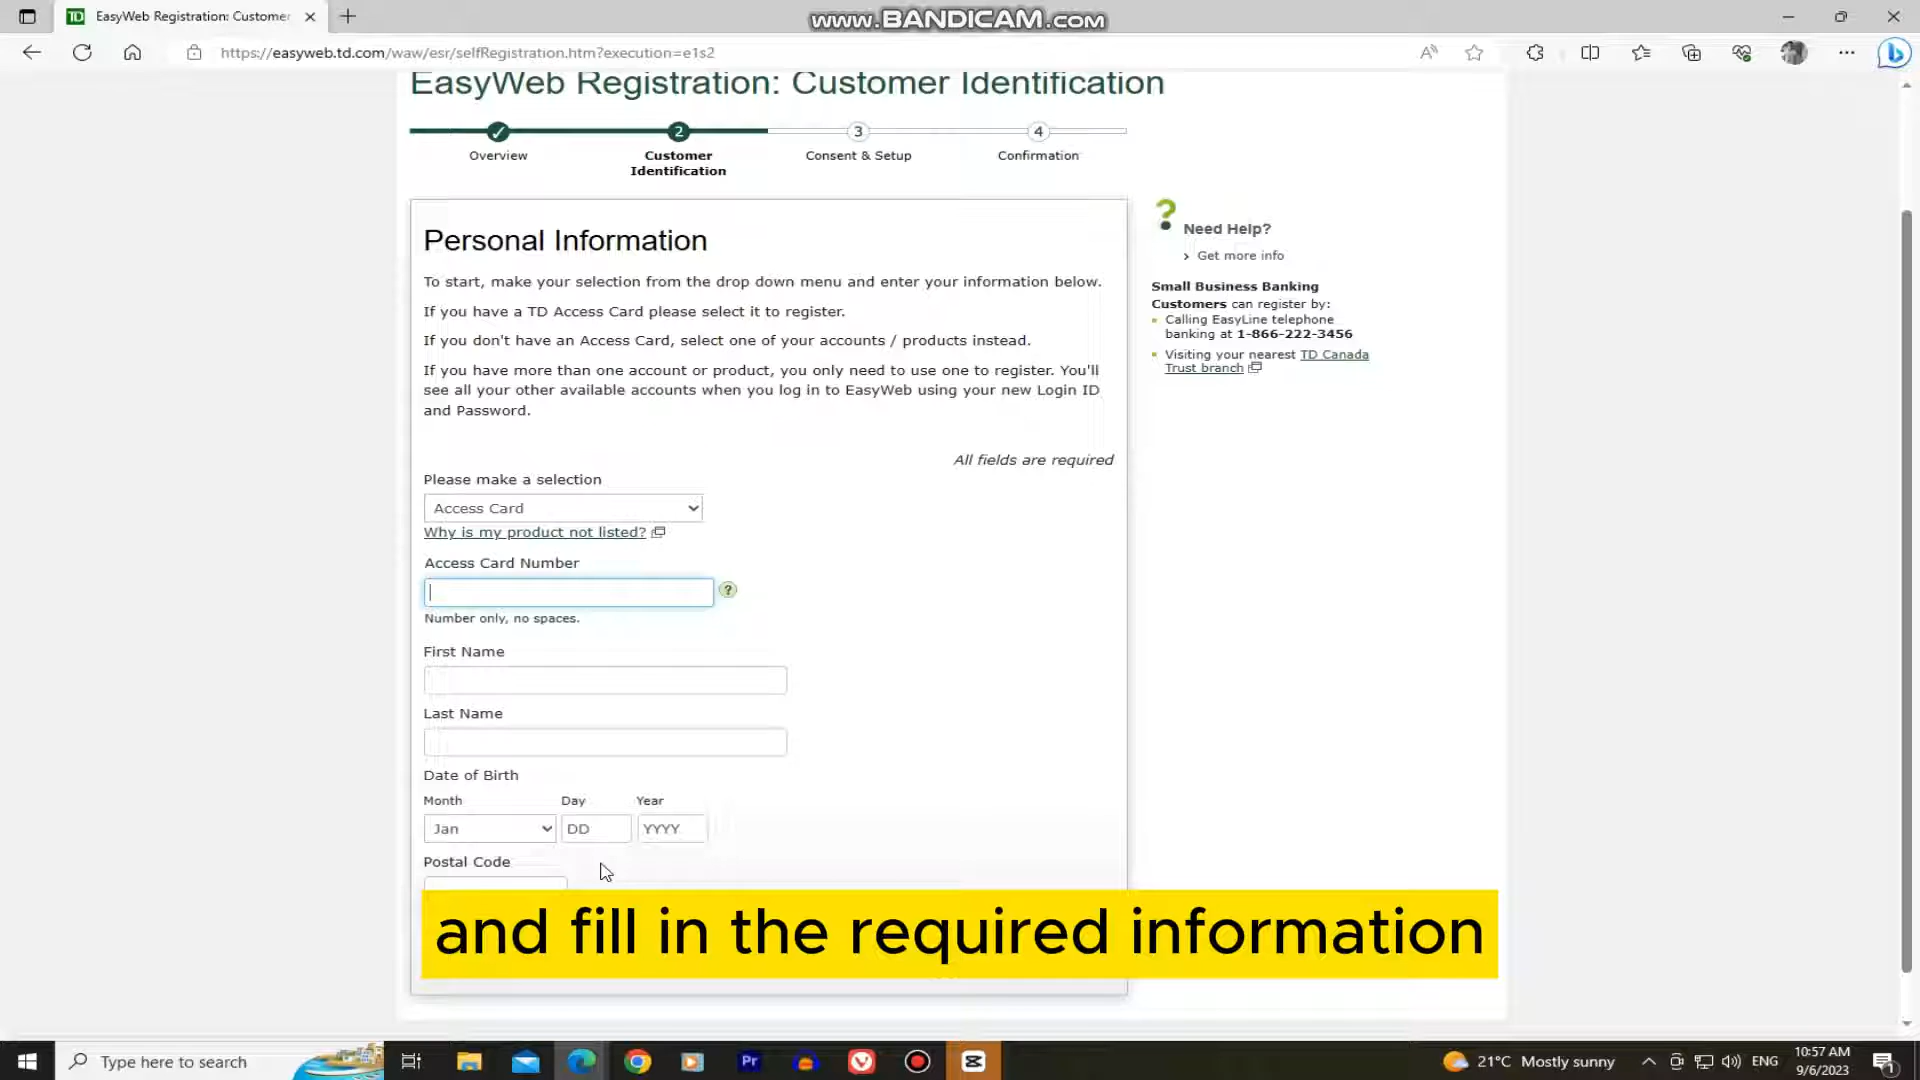 TD EasyWeb Registration: Customer
www.BANDICAM.com
https://easyweb.td.com/waw/esr/selfRegistration.htm?execution=e1s2
EasyWeb Registration: Customer Identification
2
3
4
Overview
Customer
Identification
Consent & Setup
Confirmation
Personal Information
To start, make your selection from the drop down menu and enter your information below.
If you have a TD Access Card please select it to register.
If you don't have an Access Card, select one of your accounts / products instead.
If you have more than one account or product, you only need to use one to register. You'll
see all your other available accounts when you log in to EasyWeb using your new Login ID
and Password.
All fields are required
Please make a selection
Access Card
Why is my product not listed?
Access Card Number
?
Number only, no spaces.
First Name
Last Name
Date of Birth
Month Day Year
Jan DD YYYY
Postal Code
? Need Help?
Get more info
Small Business Banking
Customers can register by:
Calling EasyLine telephone
banking at 1-866-222-3456
Visiting your nearest TD Canada
Trust branch
and fill in the required information
Type here to search
Pr
21°C Mostly sunny
ENG
10:57 AM
9/6/2023
1